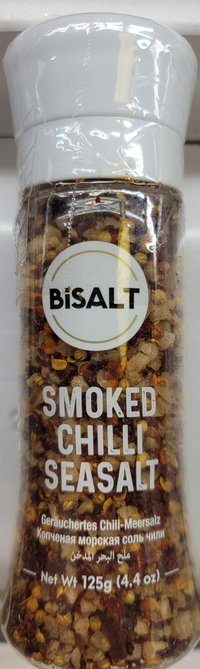 BiSALT
SMOKED
CHILLI
SEASALT
Geräuchertes Chili-Meersalz
Копченая морская соль чили
ملح البحر المدخن
Net Wt 125g (4.4 oz)